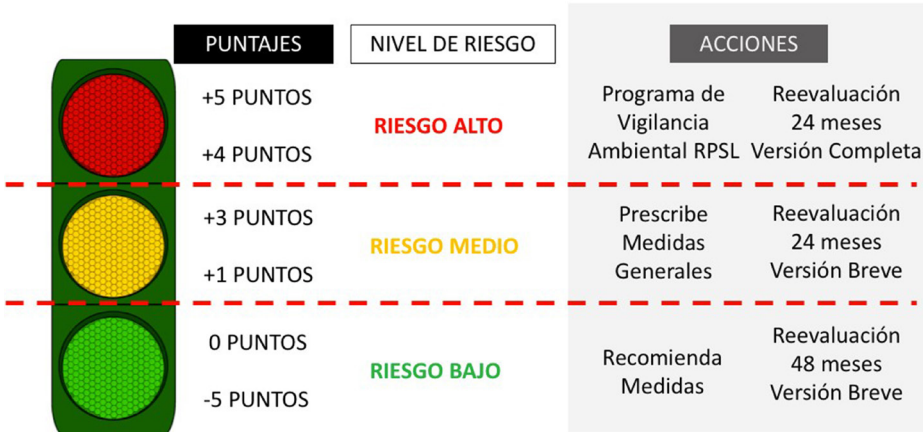 PUNTAJES
NIVEL DE RIESGO
ACCIONES
+5 PUNTOS
+4 PUNTOS
RIESGO ALTO
Programa de
Vigilancia
Ambiental RPSL
Reevaluación
24 meses
Versión Completa
+3 PUNTOS
+1 PUNTOS
RIESGO MEDIO
Prescribe
Medidas
Generales
Reevaluación
24 meses
Versión Breve
0 PUNTOS
-5 PUNTOS
RIESGO BAJO
Recomienda
Medidas
Reevaluación
48 meses
Versión Breve